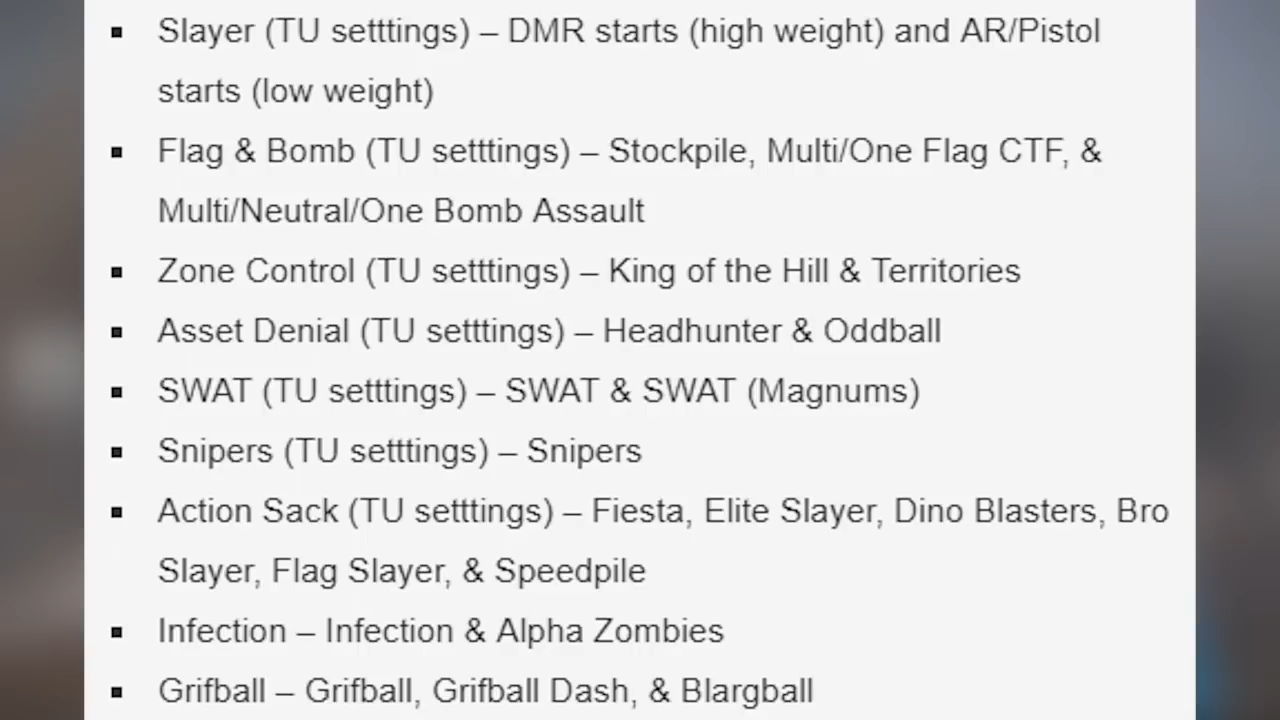 ▪ Slayer (TU setttings) – DMR starts (high weight) and AR/Pistol
starts (low weight)
▪ Flag & Bomb (TU setttings) – Stockpile, Multi/One Flag CTF, &
Multi/Neutral/One Bomb Assault
▪ Zone Control (TU setttings) – King of the Hill & Territories
▪ Asset Denial (TU setttings) – Headhunter & Oddball
▪ SWAT (TU setttings) – SWAT & SWAT (Magnums)
▪ Snipers (TU setttings) – Snipers
▪ Action Sack (TU setttings) – Fiesta, Elite Slayer, Dino Blasters, Bro
Slayer, Flag Slayer, & Speedpile
▪ Infection – Infection & Alpha Zombies
▪ Grifball – Grifball, Grifball Dash, & Blargball